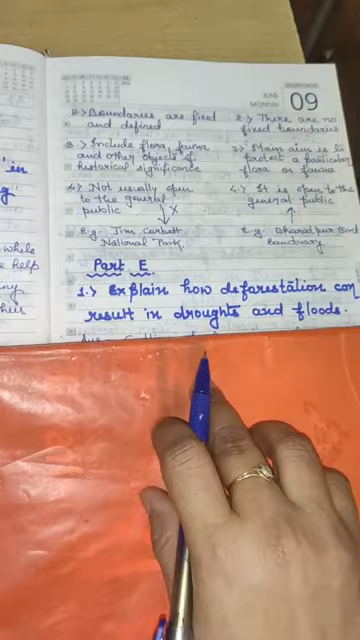 JUNE
MONDAY 09
2> Boundaries are fixed
and defined
2> There are no
fixed boundaries
3> Include flora, fauna
and other objects of
historical significance
3> Main aim is to
protect a particular
flora or fauna
4> Not usually open
to the general
public
4.> It is open to the
general public
E.g. Jim Corbett
National Park.
E.g. Bharatpur Bird
Sanctuary
Part E
1.> Explain how deforestation can
result in droughts and floods.
in
while
help